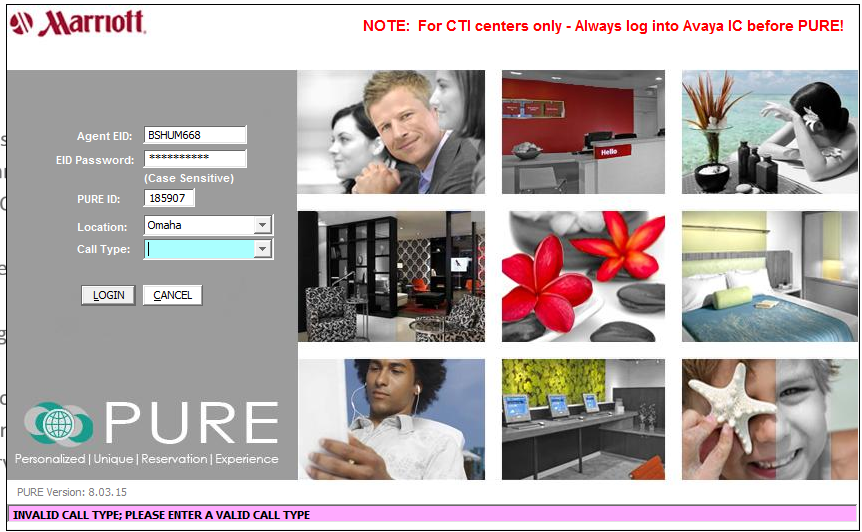 Marriott.
NOTE: For CTI centers only - Always log into Avaya IC before PURE!
Agent EID: BSHUM668
EID Password: **********
(Case Sensitive)
PURE ID: 185907
Location: Omaha
Call Type:
LOGIN CANCEL
Hello
PURE
Personalized | Unique | Reservation | Experience
PURE Version: 8.03.15
INVALID CALL TYPE; PLEASE ENTER A VALID CALL TYPE